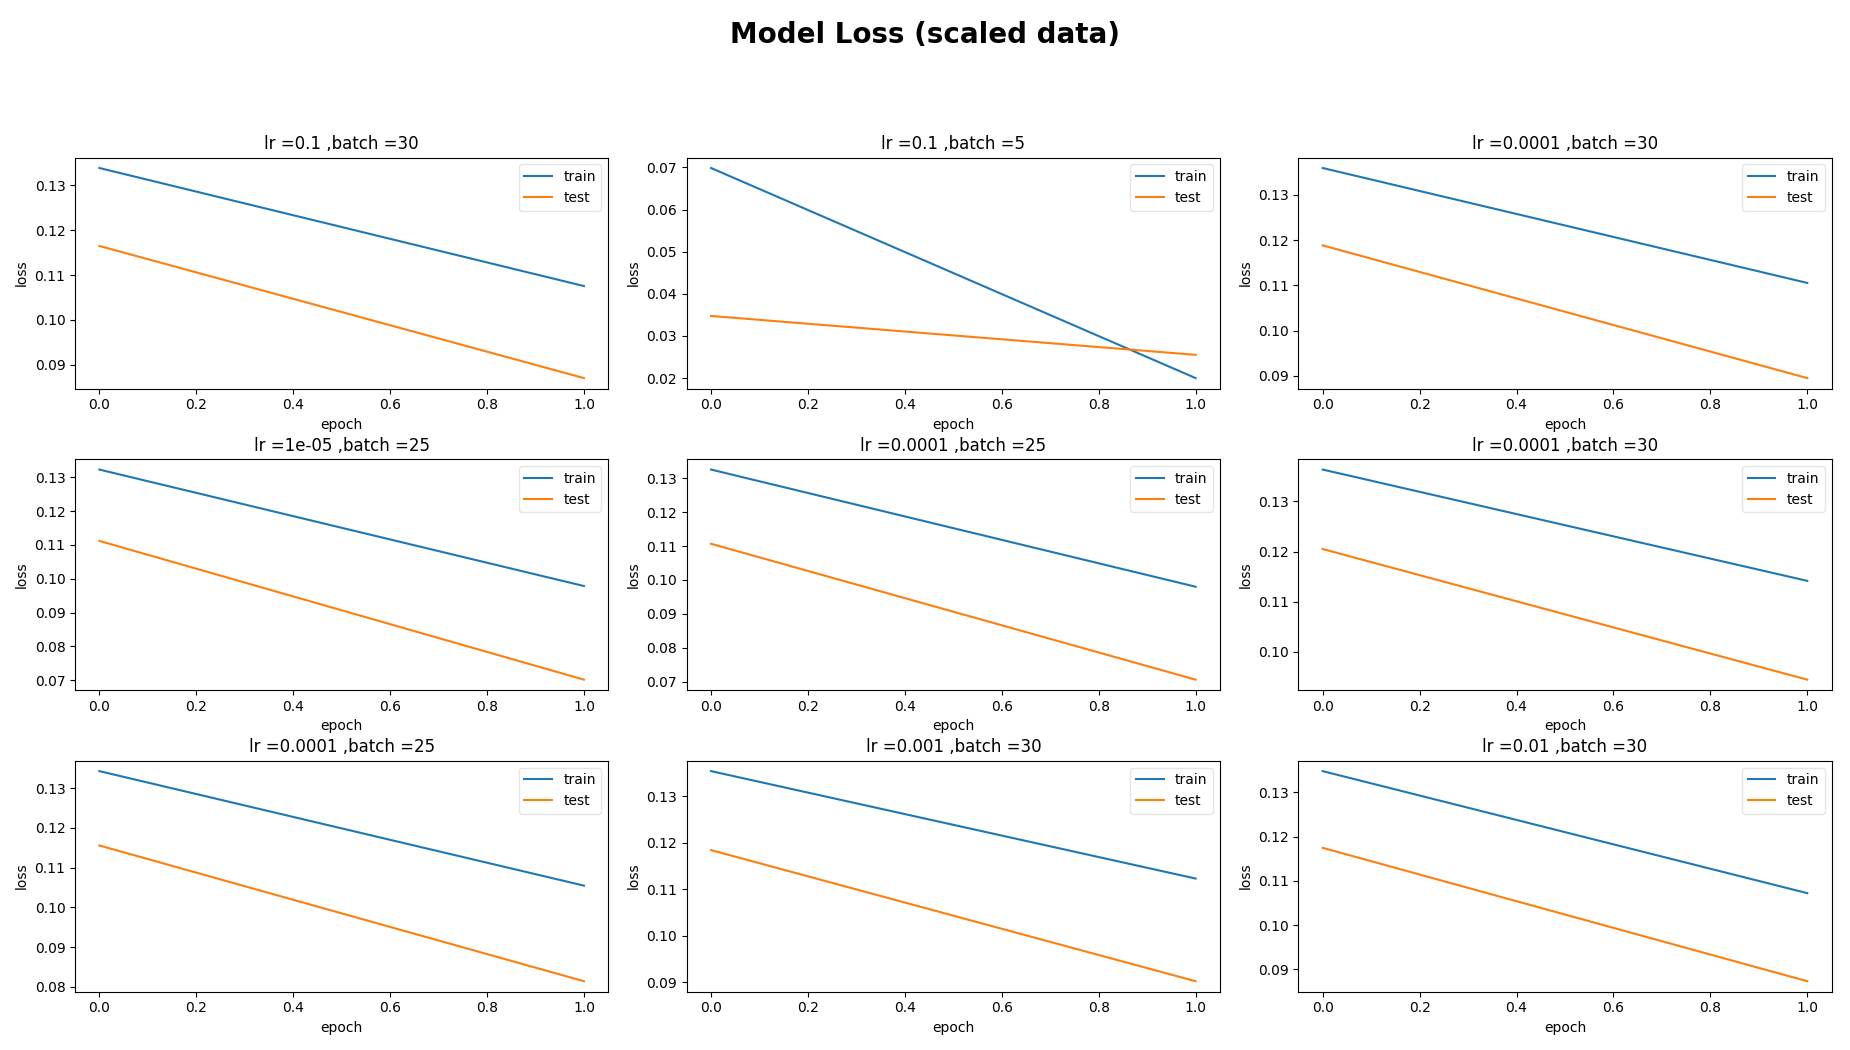 Model Loss (scaled data)
lr =0.1 ,batch =30
loss
0.13
0.12
0.11
0.10
0.09
train
test
0.0 0.2 0.4 0.6 0.8 1.0
epoch
lr =0.1 ,batch =5
loss
0.07
0.06
0.05
0.04
0.03
0.02
train
test
0.0 0.2 0.4 0.6 0.8 1.0
epoch
lr =0.0001 ,batch =30
loss
0.13
0.12
0.11
0.10
0.09
train
test
0.0 0.2 0.4 0.6 0.8 1.0
epoch
lr =1e-05 ,batch =25
loss
0.13
0.12
0.11
0.10
0.09
0.08
0.07
train
test
0.0 0.2 0.4 0.6 0.8 1.0
epoch
lr =0.0001 ,batch =25
loss
0.13
0.12
0.11
0.10
0.09
0.08
0.07
train
test
0.0 0.2 0.4 0.6 0.8 1.0
epoch
lr =0.0001 ,batch =30
loss
0.13
0.12
0.11
0.10
train
test
0.0 0.2 0.4 0.6 0.8 1.0
epoch
lr =0.0001 ,batch =25
loss
0.13
0.12
0.11
0.10
0.09
0.08
train
test
0.0 0.2 0.4 0.6 0.8 1.0
epoch
lr =0.001 ,batch =30
loss
0.13
0.12
0.11
0.10
0.09
train
test
0.0 0.2 0.4 0.6 0.8 1.0
epoch
lr =0.01 ,batch =30
loss
0.13
0.12
0.11
0.10
0.09
train
test
0.0 0.2 0.4 0.6 0.8 1.0
epoch